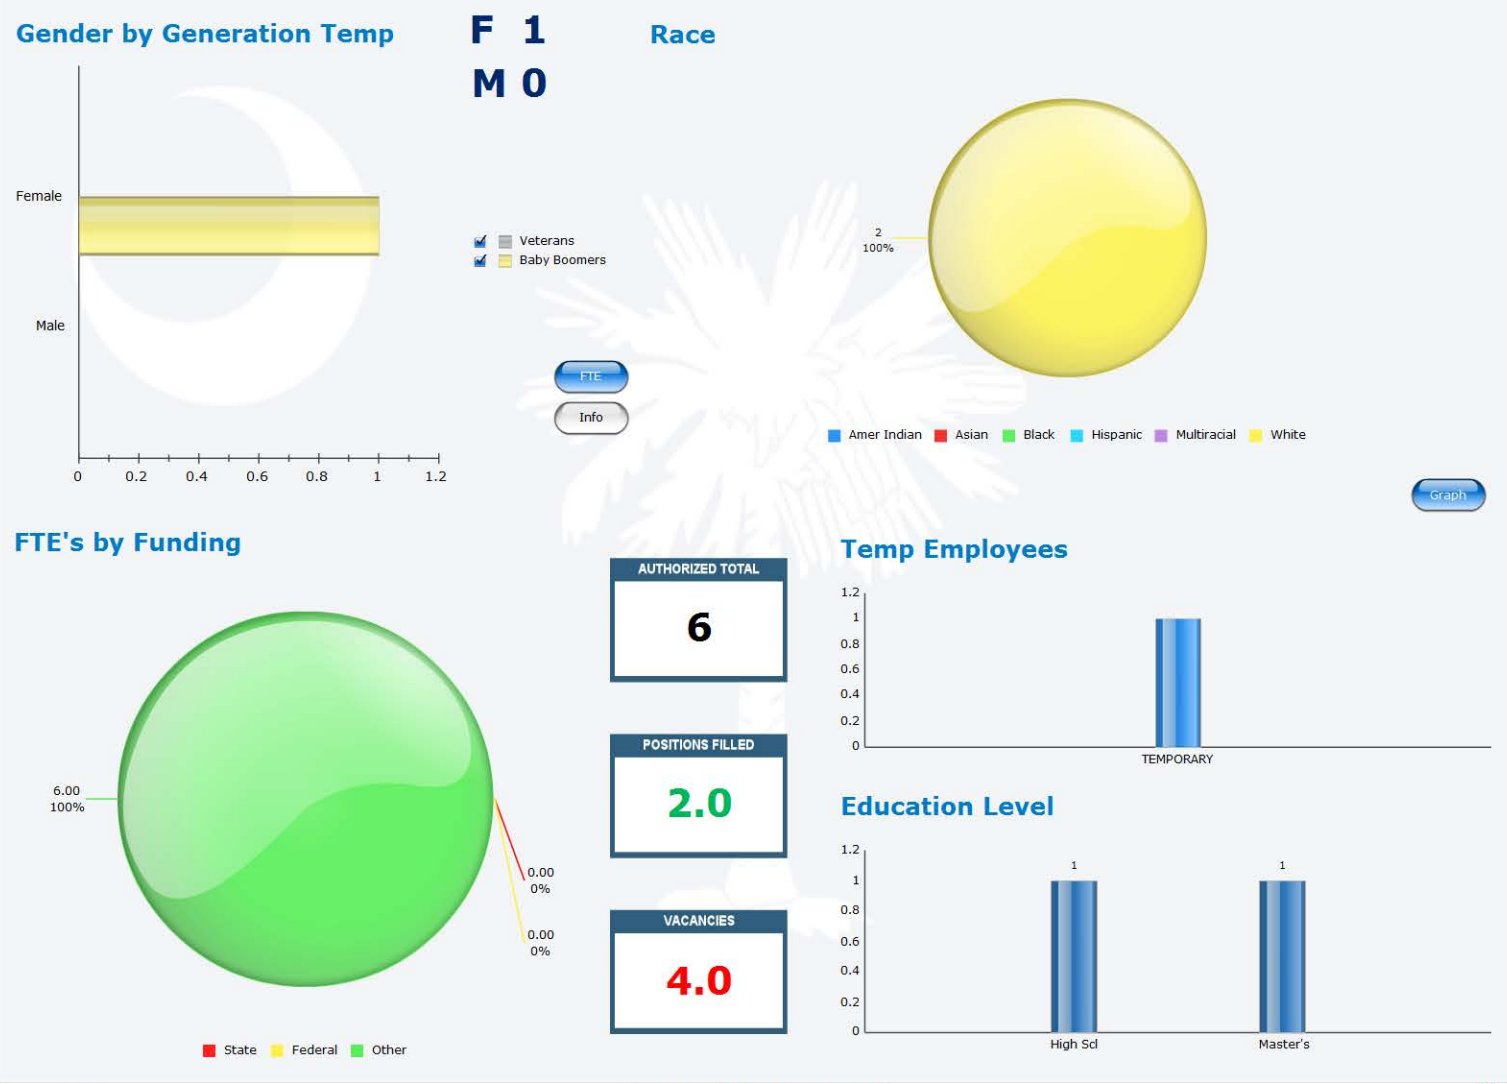 Gender by Generation Temp
F 1
M 0
Female
Male
0 0.2 0.4 0.6 0.8 1 1.2
Veterans
Baby Boomers
FTE
Info
Race
2
100%
Amer Indian Asian Black Hispanic Multiracial White
Graph
FTE's by Funding
6.00
100%
0.00
0%
0.00
0%
State Federal Other
AUTHORIZED TOTAL
6
POSITIONS FILLED
2.0
VACANCIES
4.0
Temp Employees
1.2
1
0.8
0.6
0.4
0.2
0
TEMPORARY
Education Level
1.2
1
0.8
0.6
0.4
0.2
0
1 1
High Scl Master's